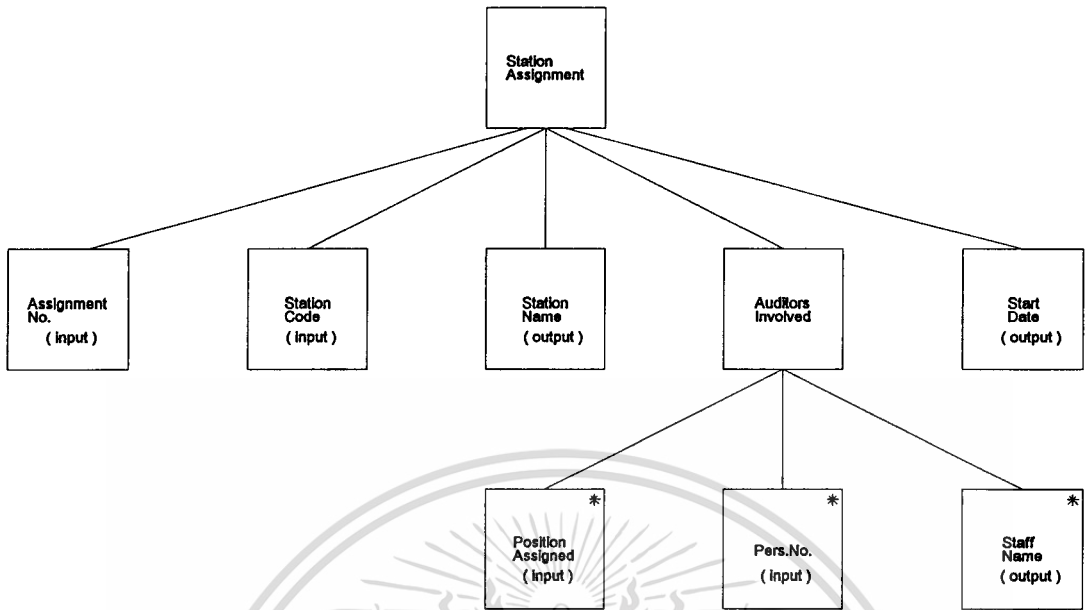 Station
Assignment
Assignment
No.
( input )
Station
Code
( input )
Station
Name
( output )
Auditors
Involved
Start
Date
( output )
*
Position
Assigned
( input )
*
Pers.No.
( input )
*
Staff
Name
( output )